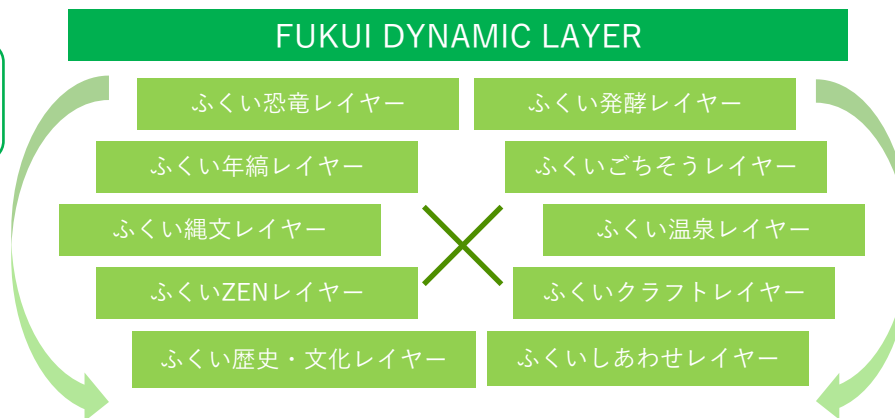 FUKUI DYNAMIC LAYER
ふくい恐竜レイヤー
ふくい発酵レイヤー
ふくい年縞レイヤー
ふくいごちそうレイヤー
ふくい縄文レイヤー
ふくい温泉レイヤー
ふくいZENレイヤー
ふくいクラフトレイヤー
ふくい歴史・文化レイヤー
ふくいしあわせレイヤー